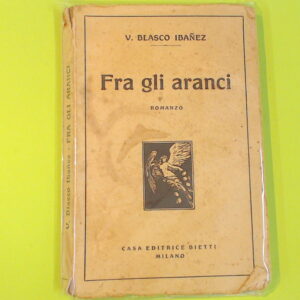 V. BLASCO IBAÑEZ
Fra gli aranci
ROMANZO
CASA EDITRICE BIETTI
MILANO
V. Blasco Ibañez - FRA GLI ARANCI